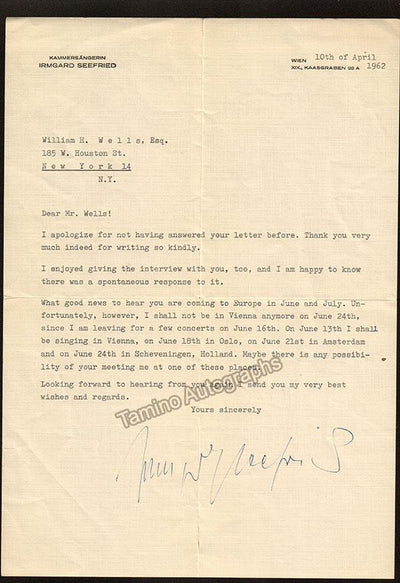 KAMMERSÄNGERIN
IRMGARD SEEFRIED
WIEN 10th of April
XIX., KAASGRABEN 98 A 1962
William H. W e l l s, Esq.
185 W. Houston St.
N e w  Y o r k  14
N.Y.
Dear Mr. Wells!
I apologize for not having answered your letter before. Thank you very
much indeed for writing so kindly.
I enjoyed giving the interview with you, too, and I am happy to know
there was a spontaneous response to it.
What good news to hear you are coming to Europe in June and July. Un-
fortunately, however, I shall not be in Vienna anymore on June 24th,
since I am leaving for a few concerts on June 16th. On June 13th I shall
be singing in Vienna, on June 18th in Oslo, on June 21st in Amsterdam
and on June 24th in Scheveningen, Holland. Maybe there is any possibi-
lity of your meeting me at one of these places.
Looking forward to hearing from you again I send you my very best
wishes and regards.
Yours sincerely
Irmgard Seefried
Tamino Autographs